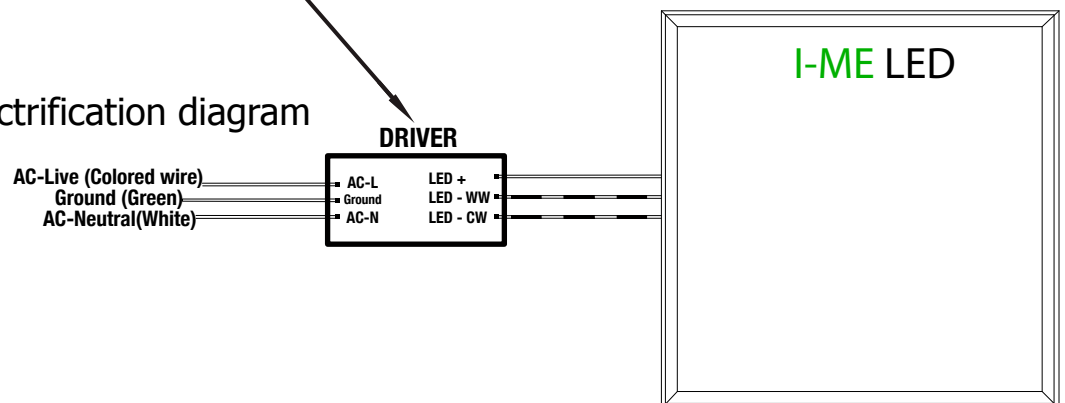 I-ME LED
ctrification diagram
DRIVER
AC-Live (Colored wire)
Ground (Green)
AC-Neutral(White)
AC-L
Ground
AC-N
LED +
LED - WW
LED - CW